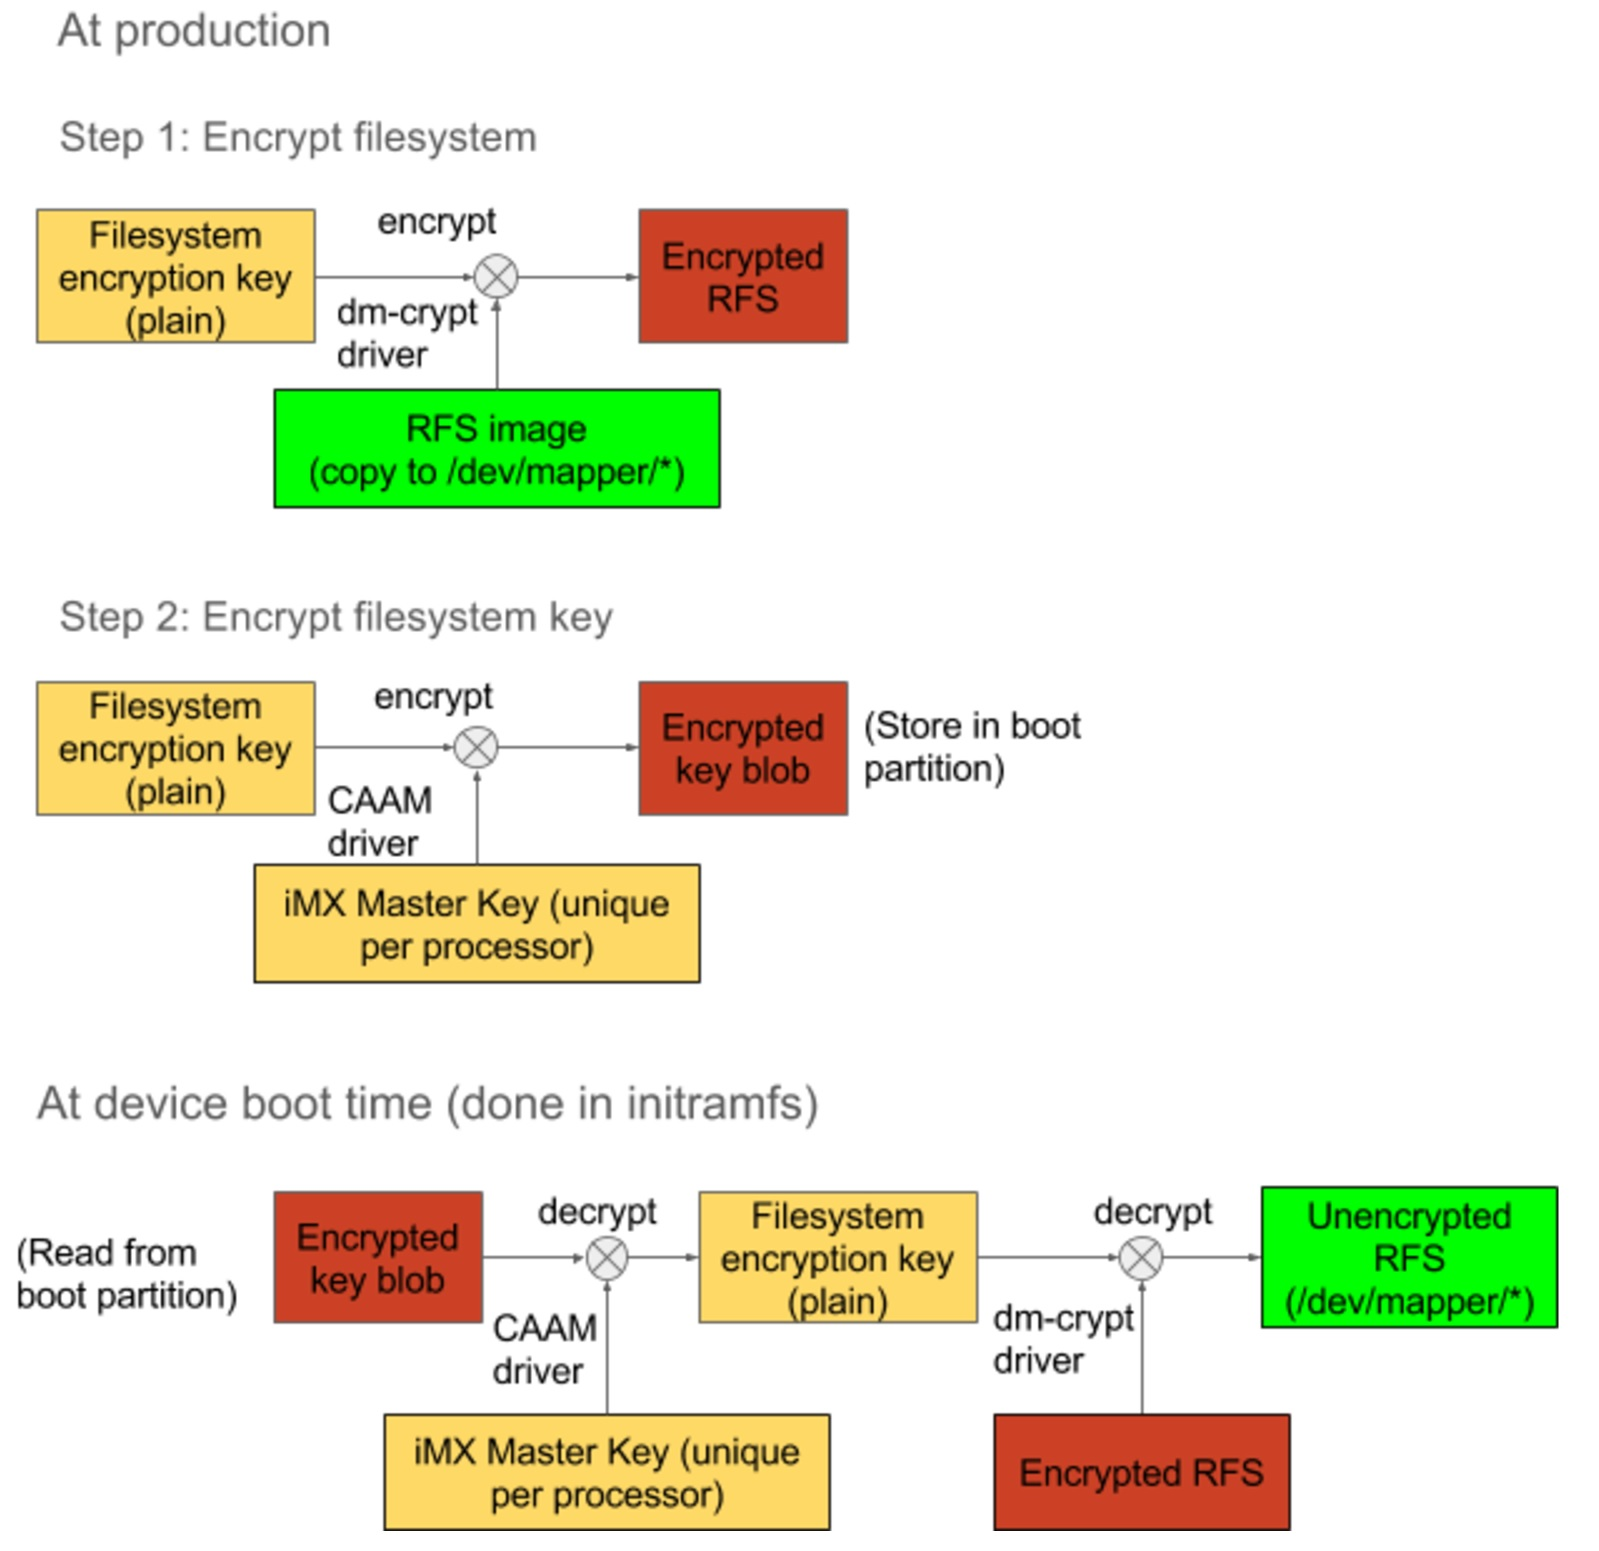 At production
Step 1: Encrypt filesystem
Filesystem
encryption key
(plain)
encrypt
dm-crypt
driver
Encrypted
RFS
RFS image
(copy to /dev/mapper/*)
Step 2: Encrypt filesystem key
Filesystem
encryption key
(plain)
encrypt
CAAM
driver
Encrypted
key blob
(Store in boot
partition)
iMX Master Key (unique
per processor)
At device boot time (done in initramfs)
(Read from
boot partition)
Encrypted
key blob
decrypt
CAAM
driver
Filesystem
encryption key
(plain)
decrypt
dm-crypt
driver
Unencrypted
RFS
(/dev/mapper/*)
iMX Master Key (unique
per processor)
Encrypted RFS